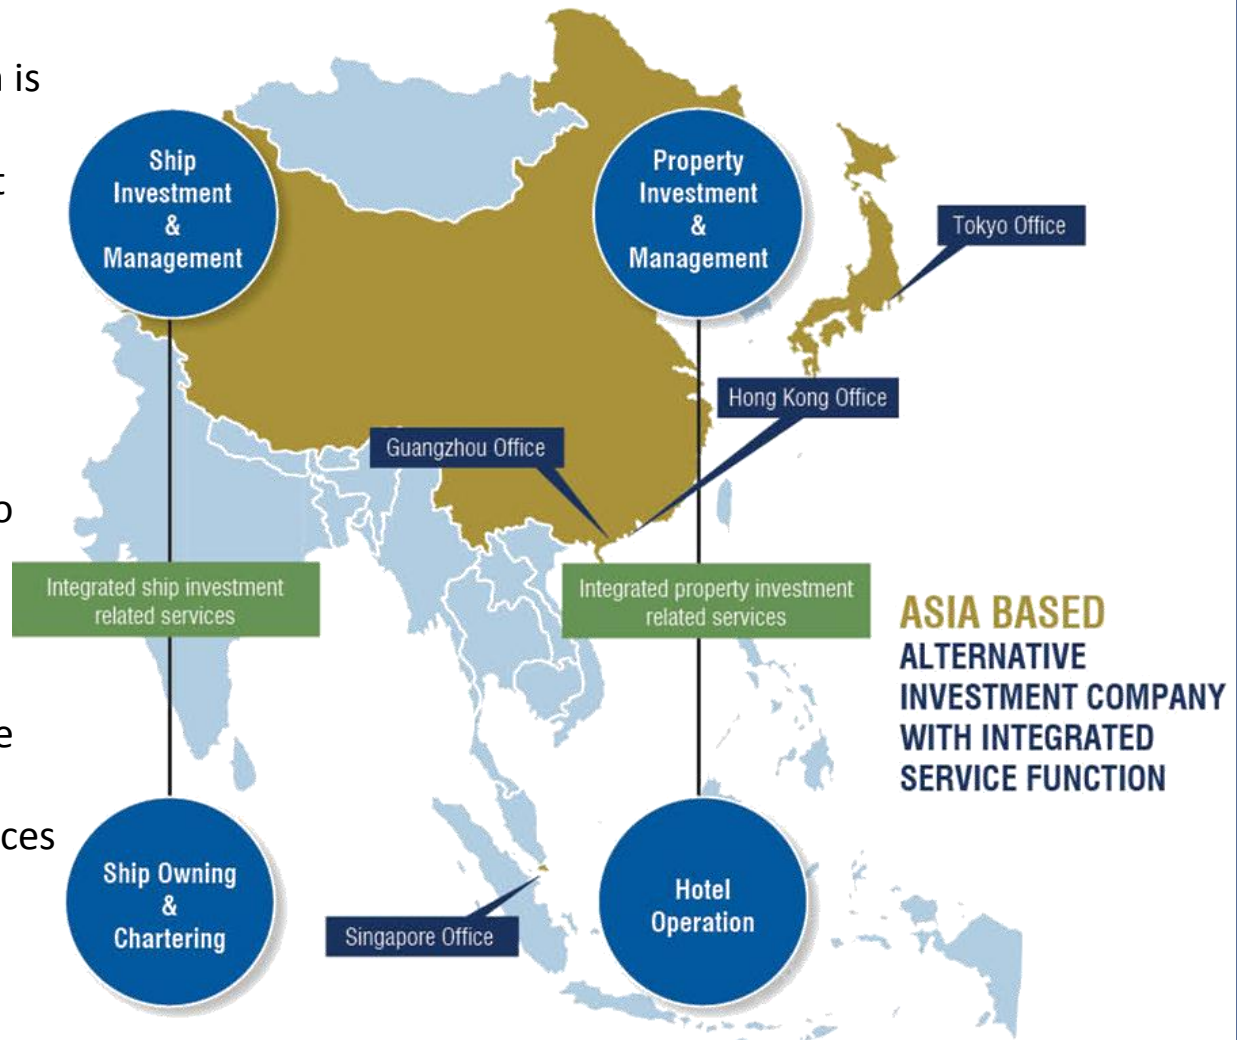 n is
t
o
e
ces
Ship
Investment
&
Management
Property
Investment
&
Management
Tokyo Office
Hong Kong Office
Guangzhou Office
Integrated ship investment
related services
Integrated property investment
related services
ASIA BASED
ALTERNATIVE
INVESTMENT COMPANY
WITH INTEGRATED
SERVICE FUNCTION
Ship Owning
&
Chartering
Hotel
Operation
Singapore Office